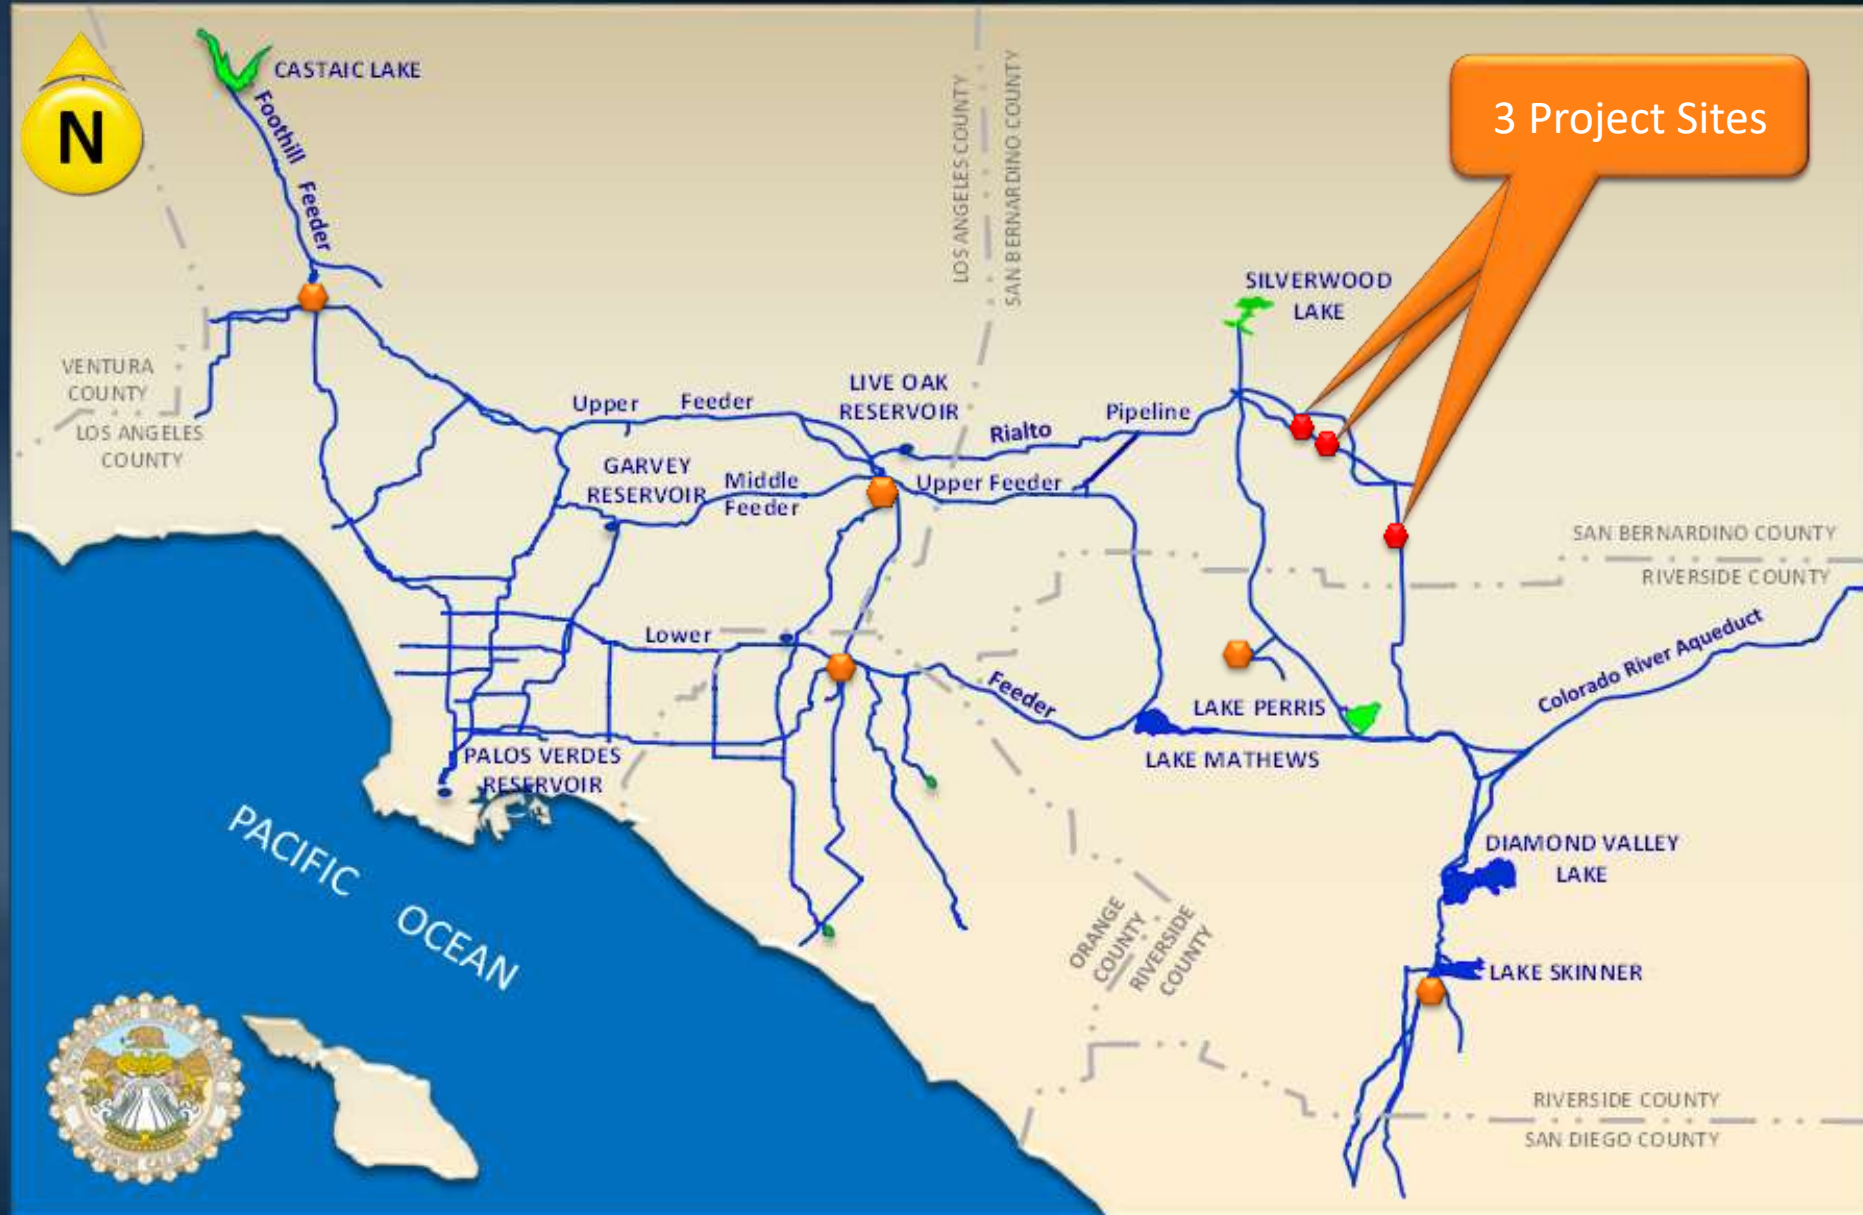 N
CASTAIC LAKE
Foothill Feeder
LOS ANGELES COUNTY
SAN BERNARDINO COUNTY
3 Project Sites
SILVERWOOD
LAKE
VENTURA
COUNTY
LOS ANGELES
COUNTY
Upper Feeder
LIVE OAK
RESERVOIR
Rialto Pipeline
GARVEY
RESERVOIR
Middle
Feeder
Upper Feeder
SAN BERNARDINO COUNTY
RIVERSIDE COUNTY
Lower Feeder
Colorado River Aqueduct
LAKE PERRIS
LAKE MATHEWS
PALOS VERDES
RESERVOIR
PACIFIC OCEAN
DIAMOND VALLEY
LAKE
ORANGE
COUNTY
RIVERSIDE
COUNTY
LAKE SKINNER
RIVERSIDE COUNTY
SAN DIEGO COUNTY